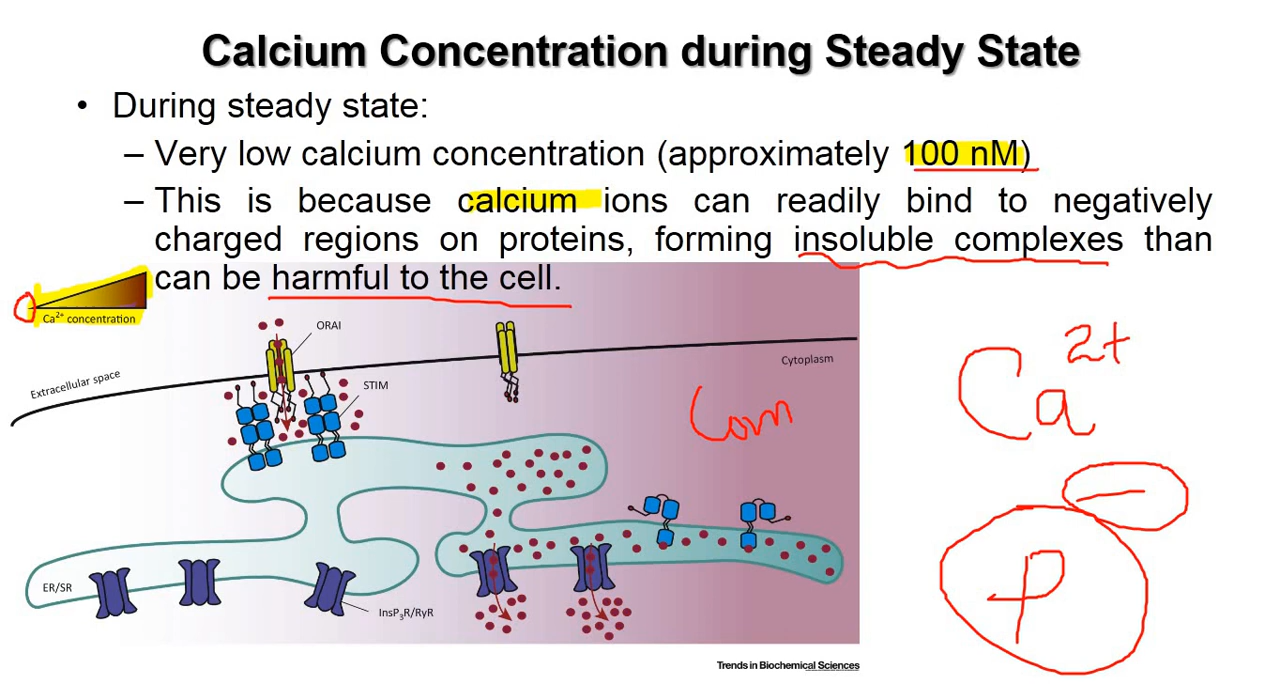 Calcium Concentration during Steady State
• During steady state:
– Very low calcium concentration (approximately 100 nM)
– This is because calcium ions can readily bind to negatively
charged regions on proteins, forming insoluble complexes than
can be harmful to the cell.
Ca²⁺ concentration
ORAI
Extracellular space
Cytoplasm
STIM
Ca²⁺
Com
ER/SR
InsP₃R/RyR
P
–
Trends in Biochemical Sciences